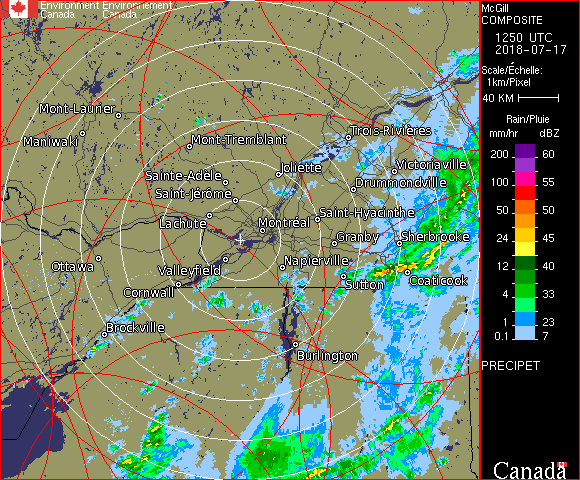 Environment Environnement
Canada Canada
McGill
COMPOSITE
1250 UTC
2018-07-17
Scale/Échelle:
1km/Pixel
40 KM
Rain/Pluie
mm/hr dBZ
200 60
100 55
50 50
24 45
12 40
4 33
2 30
1 23
0.1 7
PRECIPET
Canada
Mont-Laurier
Maniwaki
Mont-Tremblant
Trois-Rivières
Joliette
Victoriaville
Sainte-Adèle
Drummondville
Saint-Jérôme
Lachute
Saint-Hyacinthe
Montréal
Granby
Sherbrooke
Ottawa
Valleyfield
Napierville
Cornwall
Sutton
Coaticook
Brockville
Burlington